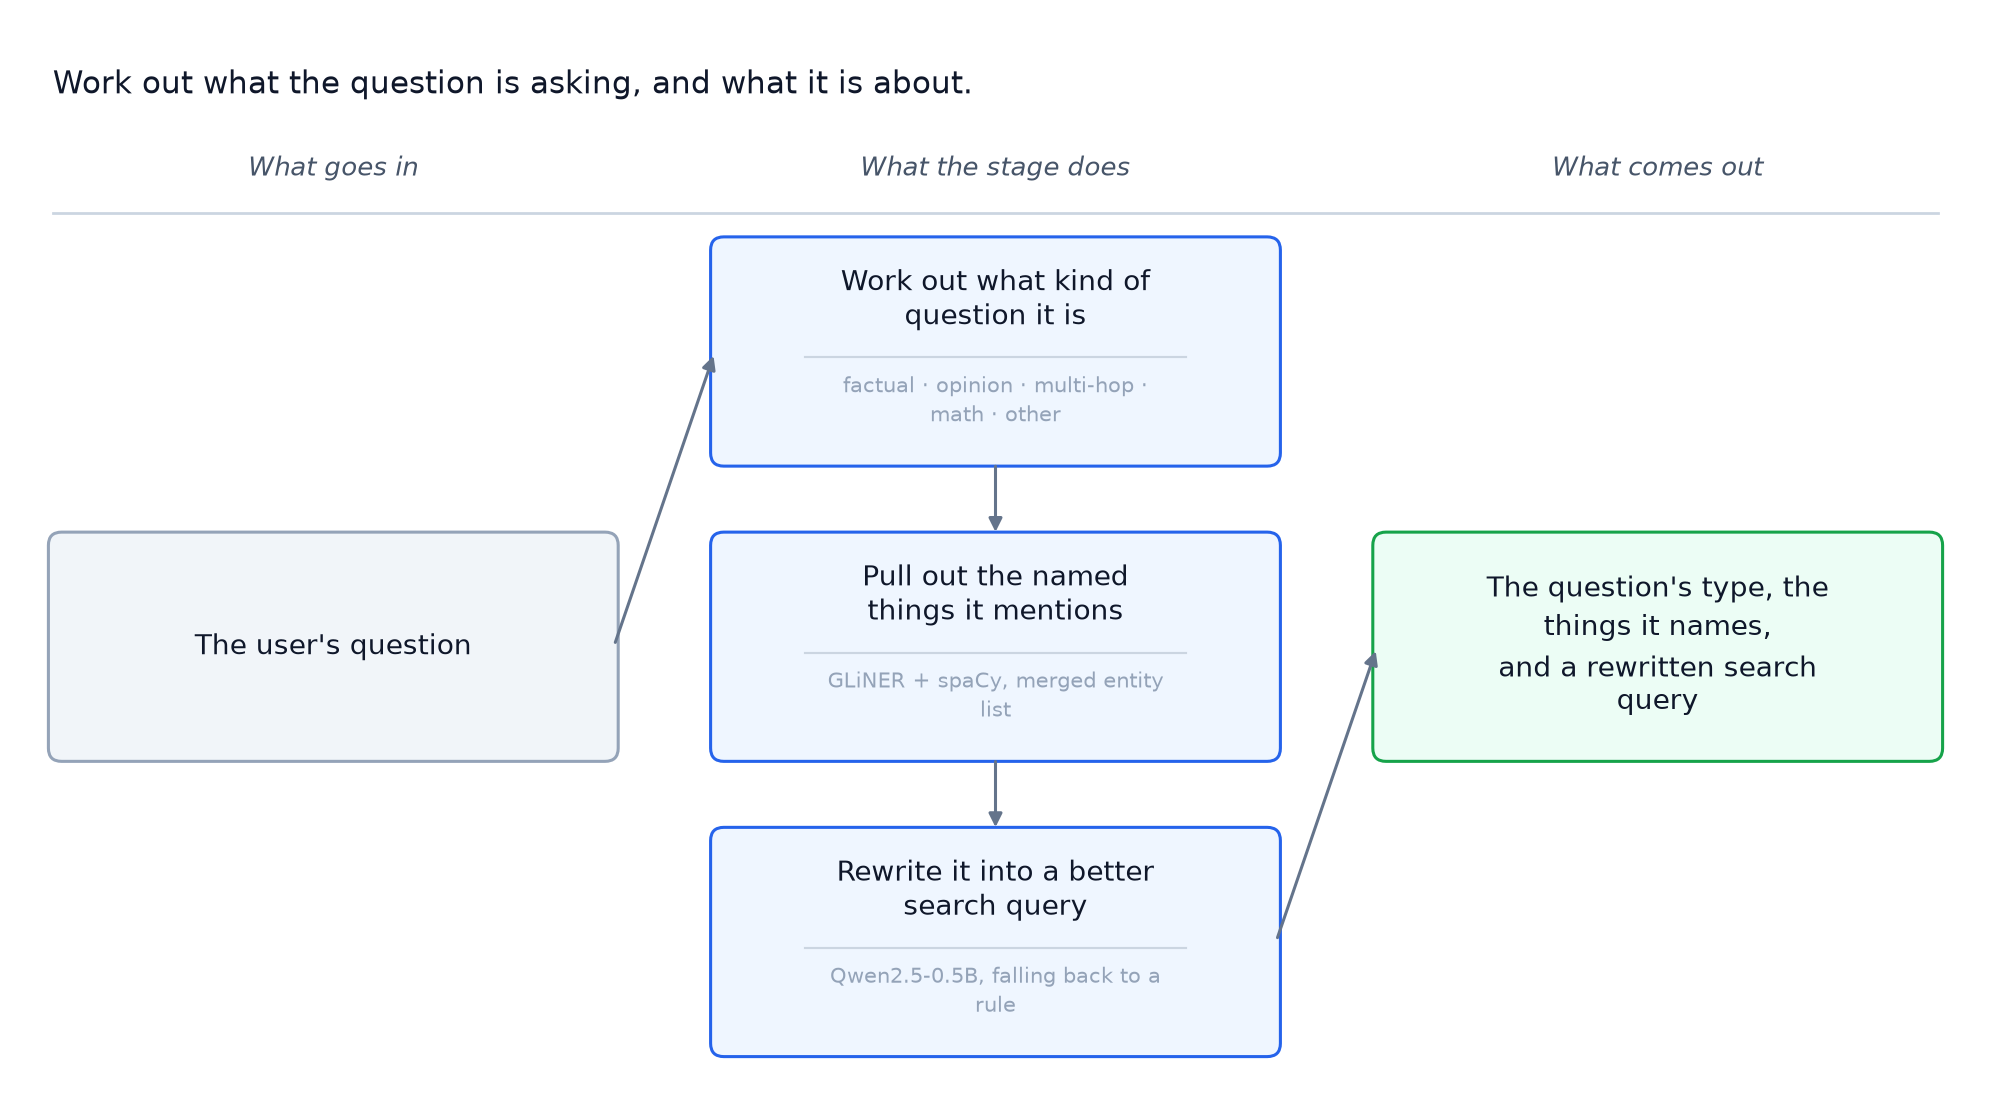 Work out what the question is asking, and what it is about.
What goes in
What the stage does
What comes out
Work out what kind of
question it is
factual · opinion · multi-hop ·
math · other
The user's question
Pull out the named
things it mentions
GLiNER + spaCy, merged entity
list
The question's type, the
things it names,
and a rewritten search
query
Rewrite it into a better
search query
Qwen2.5-0.5B, falling back to a
rule